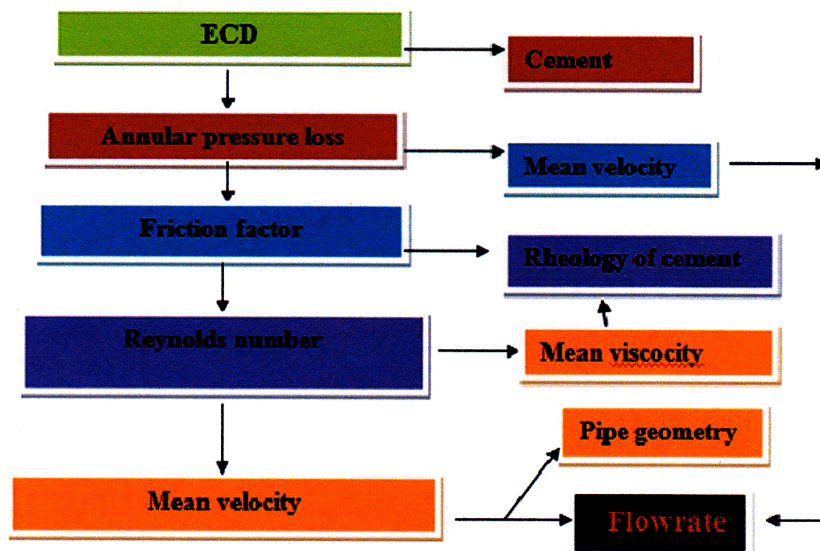 ECD
Cement
Annular pressure loss
Mean velocity
Friction factor
Rheology of cement
Reynolds number
Mean viscocity
Pipe geometry
Mean velocity
Flowrate